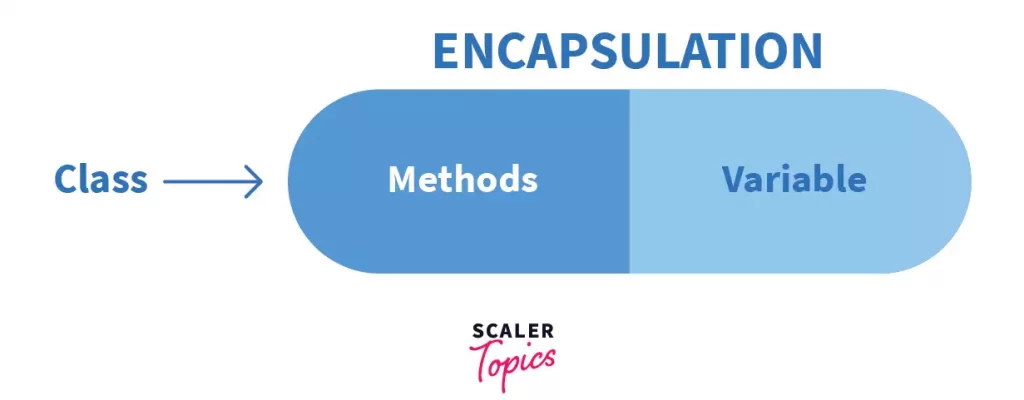 ENCAPSULATION
Class
Methods
Variable
SCALER
Topics